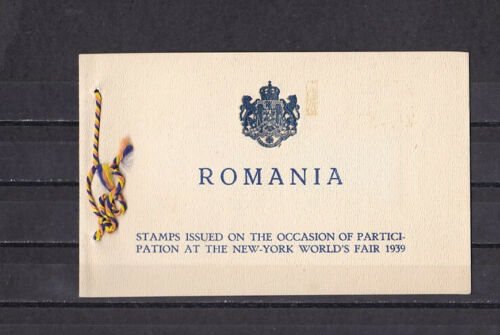 ROMANIA
STAMPS ISSUED ON THE OCCASION OF PARTICI-
PATION AT THE NEW-YORK WORLD'S FAIR 1939